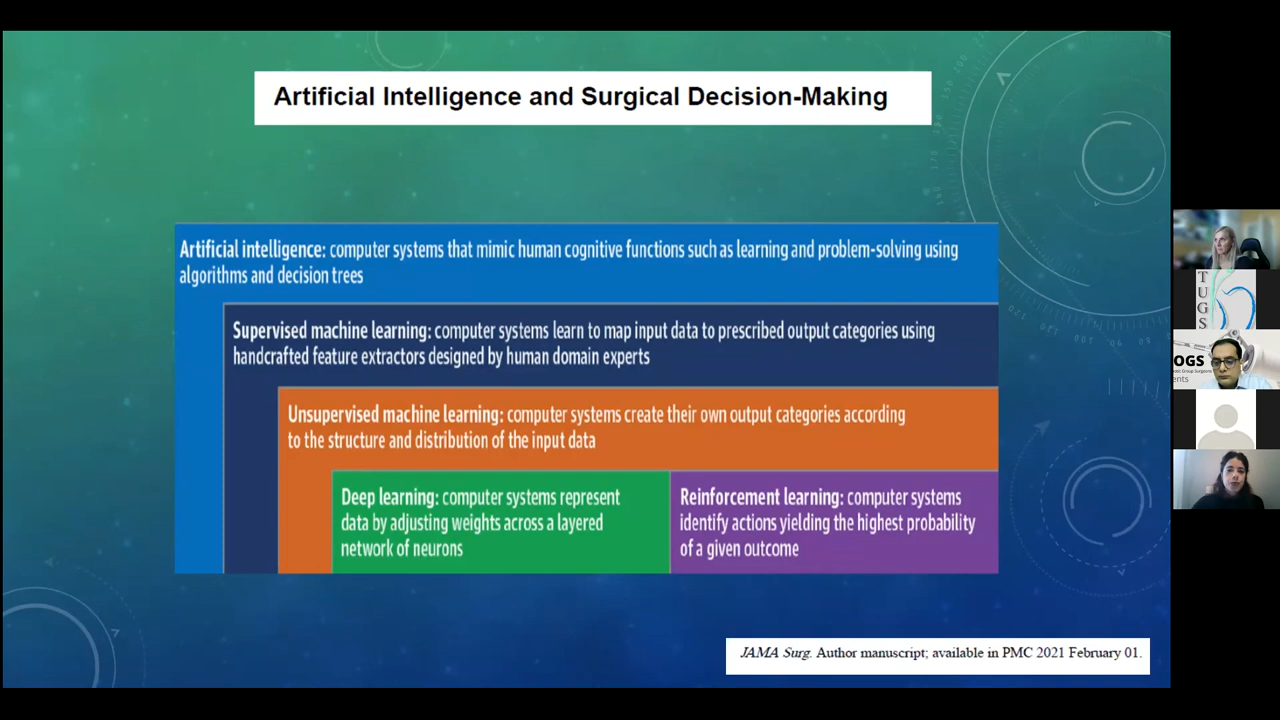 Artificial Intelligence and Surgical Decision-Making
Artificial intelligence: computer systems that mimic human cognitive functions such as learning and problem-solving using
algorithms and decision trees
Supervised machine learning: computer systems learn to map input data to prescribed output categories using
handcrafted feature extractors designed by human domain experts
Unsupervised machine learning: computer systems create their own output categories according
to the structure and distribution of the input data
Deep learning: computer systems represent
data by adjusting weights across a layered
network of neurons
Reinforcement learning: computer systems
identify actions yielding the highest probability
of a given outcome
JAMA Surg. Author manuscript; available in PMC 2021 February 01.
TUGS
OGS